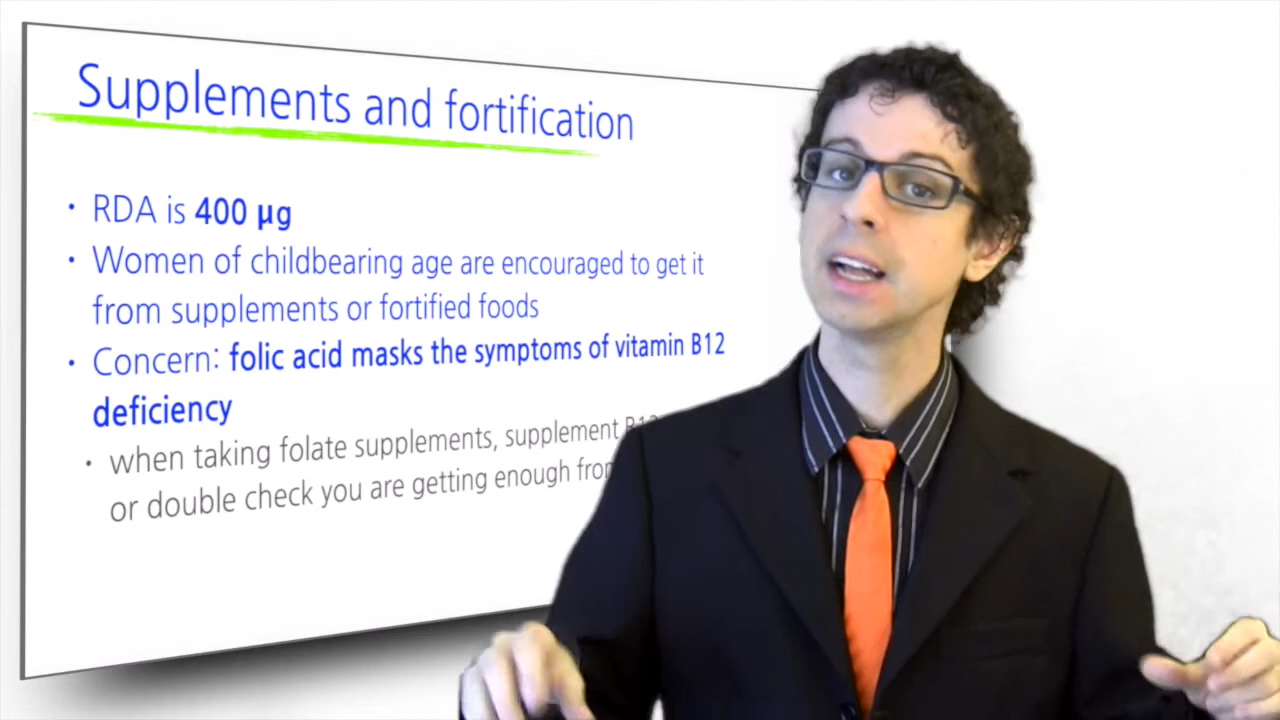 Supplements and fortification
• RDA is 400 µg
• Women of childbearing age are encouraged to get it
from supplements or fortified foods
• Concern: folic acid masks the symptoms of vitamin B12
deficiency
• when taking folate supplements, supplement B12
or double check you are getting enough from